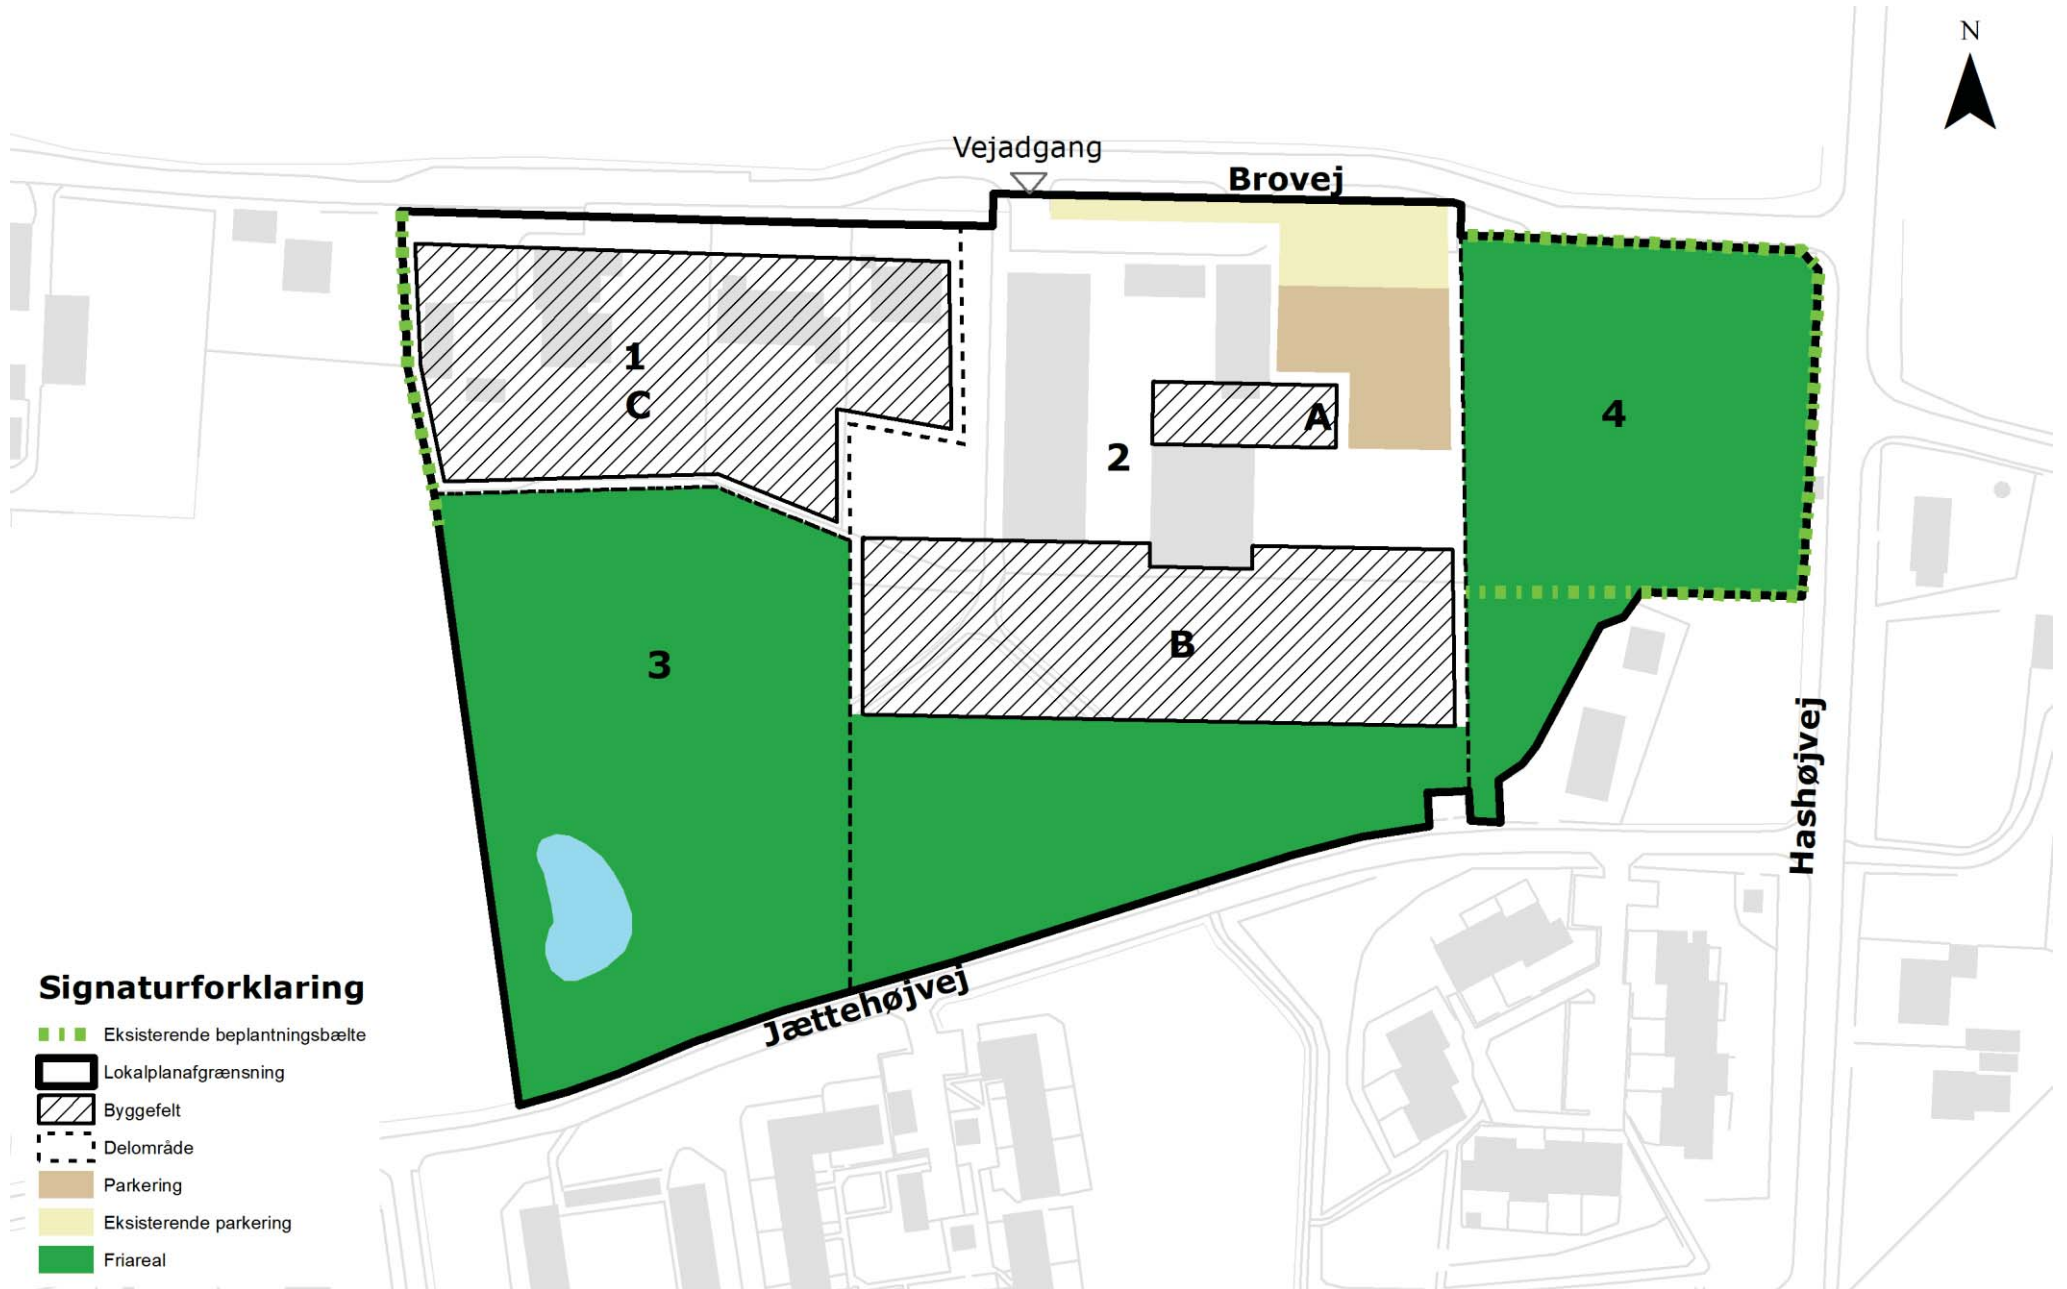 N
Vejadgang
Brovej
1
C
A
2
4
B
3
Hashøjvej
Jættehøjvej
Signaturforklaring
Eksisterende beplantningsbælte
Lokalplanafgrænsning
Byggefelt
Delområde
Parkering
Eksisterende parkering
Friareal